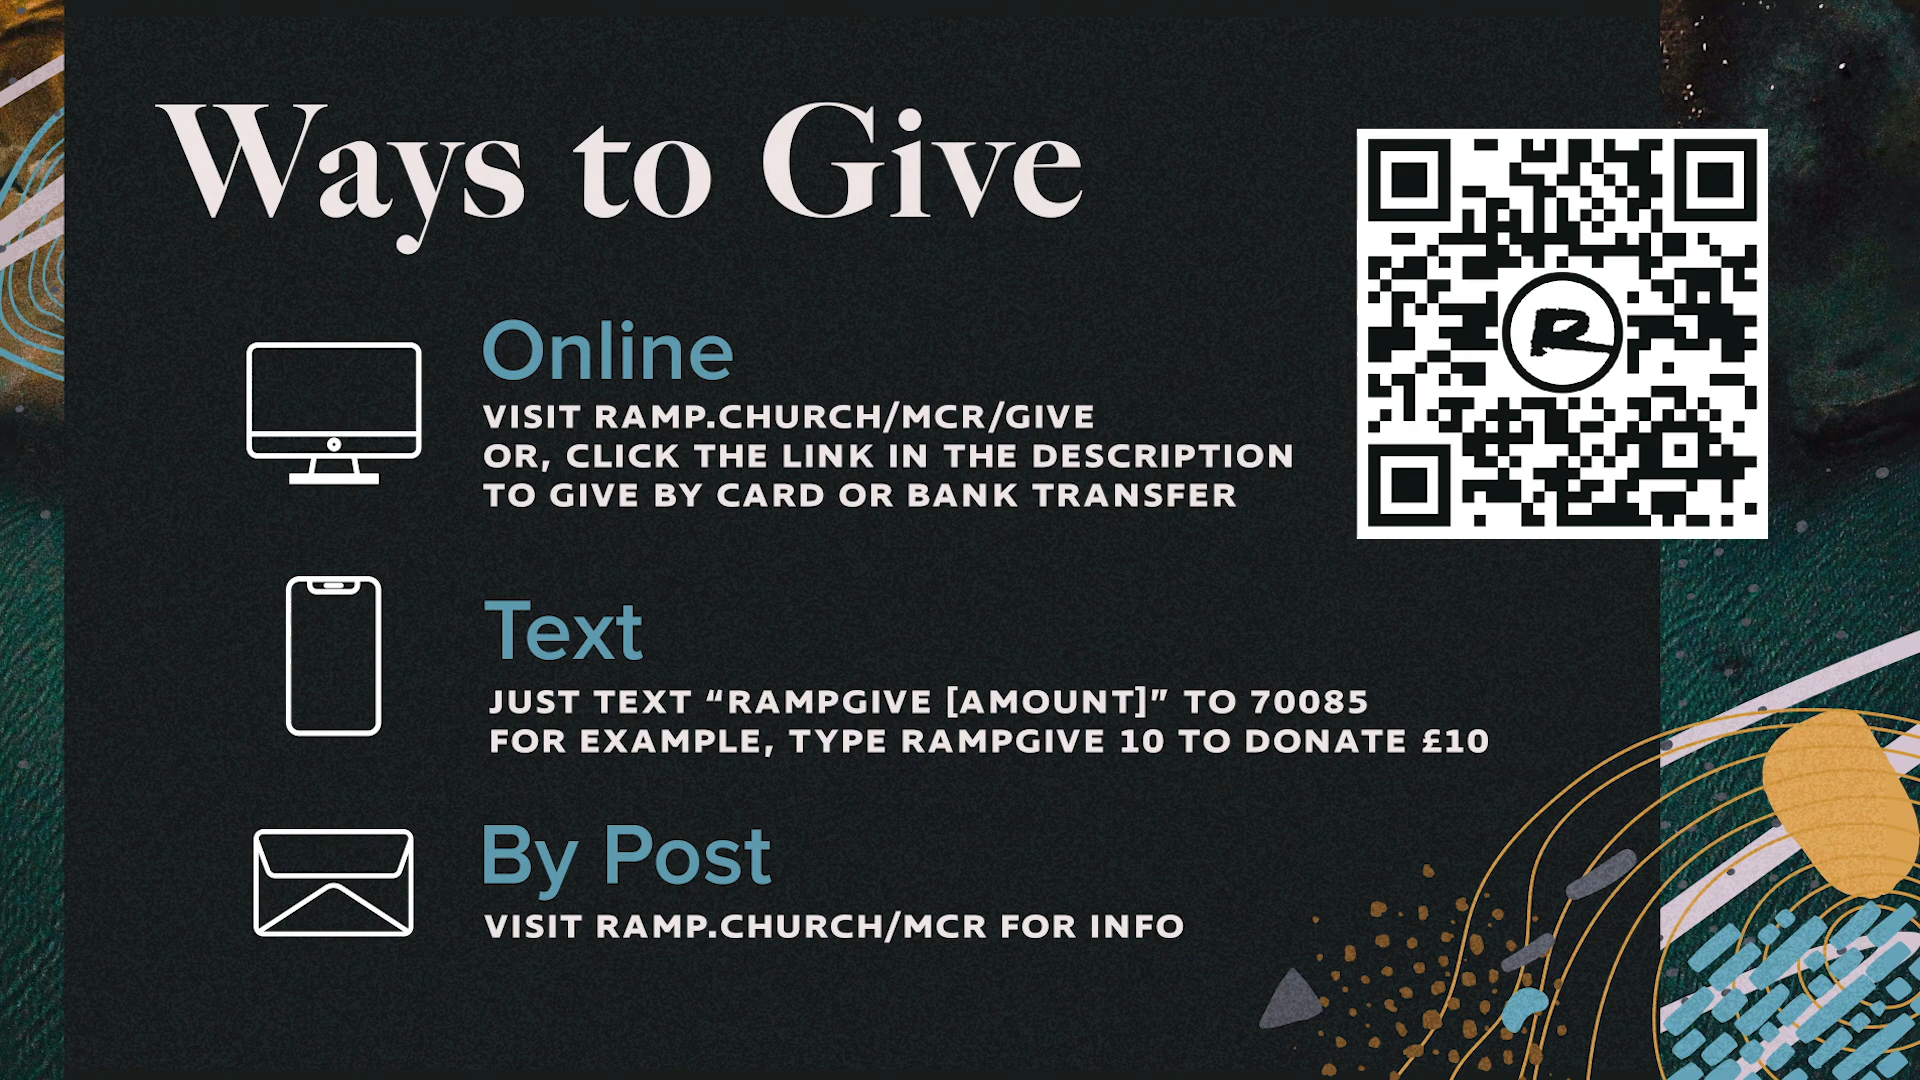 Ways to Give
Online
VISIT RAMP.CHURCH/MCR/GIVE
OR, CLICK THE LINK IN THE DESCRIPTION
TO GIVE BY CARD OR BANK TRANSFER
R
Text
JUST TEXT “RAMPGIVE [AMOUNT]” TO 70085
FOR EXAMPLE, TYPE RAMPGIVE 10 TO DONATE £10
By Post
VISIT RAMP.CHURCH/MCR FOR INFO